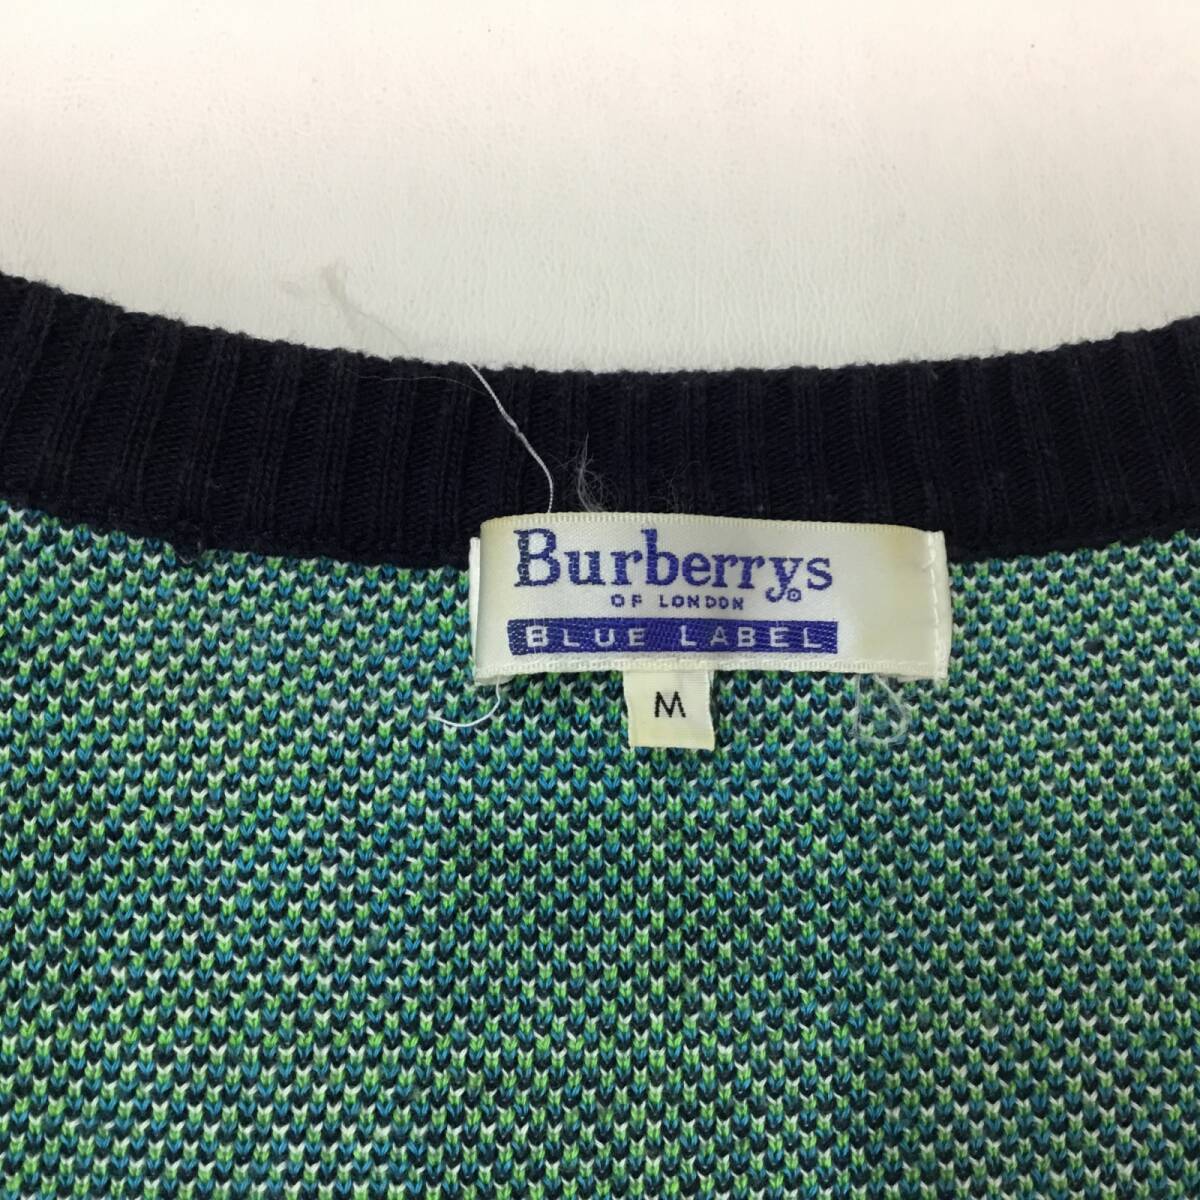 Burberrys®
OF LONDON
BLUE LABEL
M